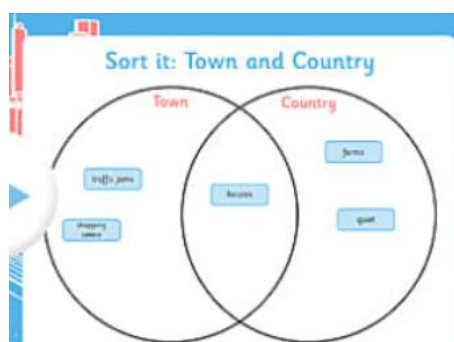 Sort it: Town and Country
Town
Country
farms
traffic jams
houses
quiet
shopping
centre